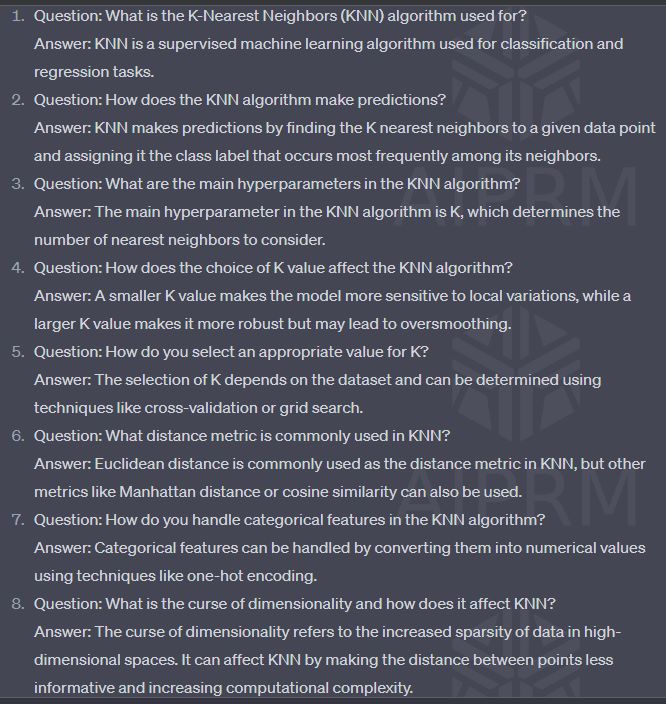 1. Question: What is the K-Nearest Neighbors (KNN) algorithm used for?
Answer: KNN is a supervised machine learning algorithm used for classification and
regression tasks.
2. Question: How does the KNN algorithm make predictions?
Answer: KNN makes predictions by finding the K nearest neighbors to a given data point
and assigning it the class label that occurs most frequently among its neighbors.
3. Question: What are the main hyperparameters in the KNN algorithm?
Answer: The main hyperparameter in the KNN algorithm is K, which determines the
number of nearest neighbors to consider.
4. Question: How does the choice of K value affect the KNN algorithm?
Answer: A smaller K value makes the model more sensitive to local variations, while a
larger K value makes it more robust but may lead to oversmoothing.
5. Question: How do you select an appropriate value for K?
Answer: The selection of K depends on the dataset and can be determined using
techniques like cross-validation or grid search.
6. Question: What distance metric is commonly used in KNN?
Answer: Euclidean distance is commonly used as the distance metric in KNN, but other
metrics like Manhattan distance or cosine similarity can also be used.
7. Question: How do you handle categorical features in the KNN algorithm?
Answer: Categorical features can be handled by converting them into numerical values
using techniques like one-hot encoding.
8. Question: What is the curse of dimensionality and how does it affect KNN?
Answer: The curse of dimensionality refers to the increased sparsity of data in high-
dimensional spaces. It can affect KNN by making the distance between points less
informative and increasing computational complexity.
AIPRM
AIPRM